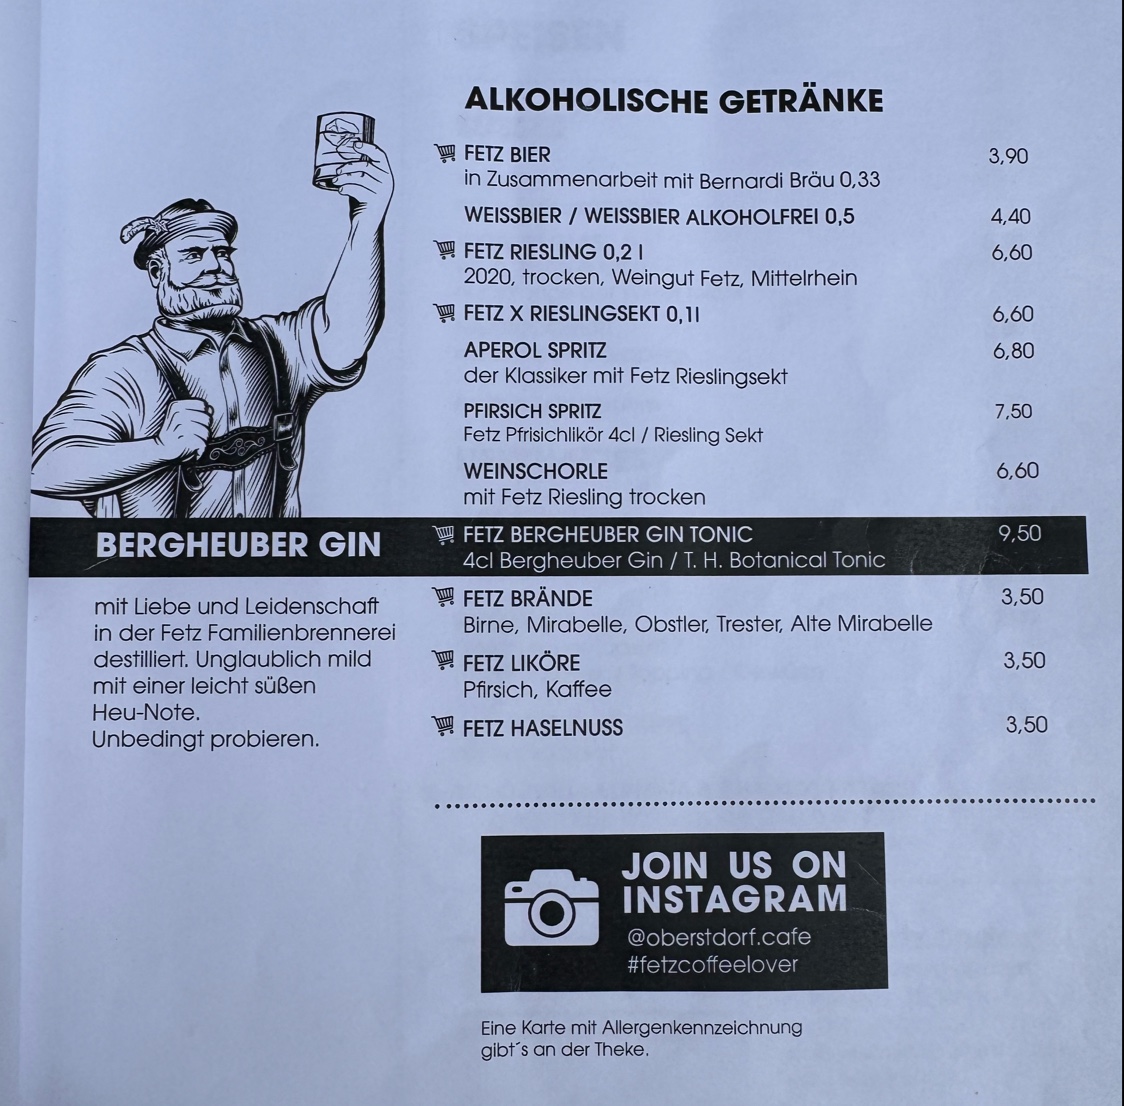 ALKOHOLISCHE GETRÄNKE
FETZ BIER 3,90
in Zusammenarbeit mit Bernardi Bräu 0,33
WEISSBIER / WEISSBIER ALKOHOLFREI 0,5 4,40
FETZ RIESLING 0,2 l 6,60
2020, trocken, Weingut Fetz, Mittelrhein
FETZ X RIESLINGSEKT 0,1l 6,60
APEROL SPRITZ 6,80
der Klassiker mit Fetz Rieslingsekt
PFIRSICH SPRITZ 7,50
Fetz Pfrisichlikör 4cl / Riesling Sekt
WEINSCHORLE 6,60
mit Fetz Riesling trocken
FETZ BERGHEUBER GIN TONIC 9,50
4cl Bergheuber Gin / T. H. Botanical Tonic
FETZ BRÄNDE 3,50
Birne, Mirabelle, Obstler, Trester, Alte Mirabelle
FETZ LIKÖRE 3,50
Pfirsich, Kaffee
FETZ HASELNUSS 3,50
BERGHEUBER GIN
mit Liebe und Leidenschaft
in der Fetz Familienbrennerei
destilliert. Unglaublich mild
mit einer leicht süßen
Heu-Note.
Unbedingt probieren.
JOIN US ON
INSTAGRAM
@oberstdorf.cafe
#fetzcoffeelover
Eine Karte mit Allergenkennzeichnung
gibt´s an der Theke.